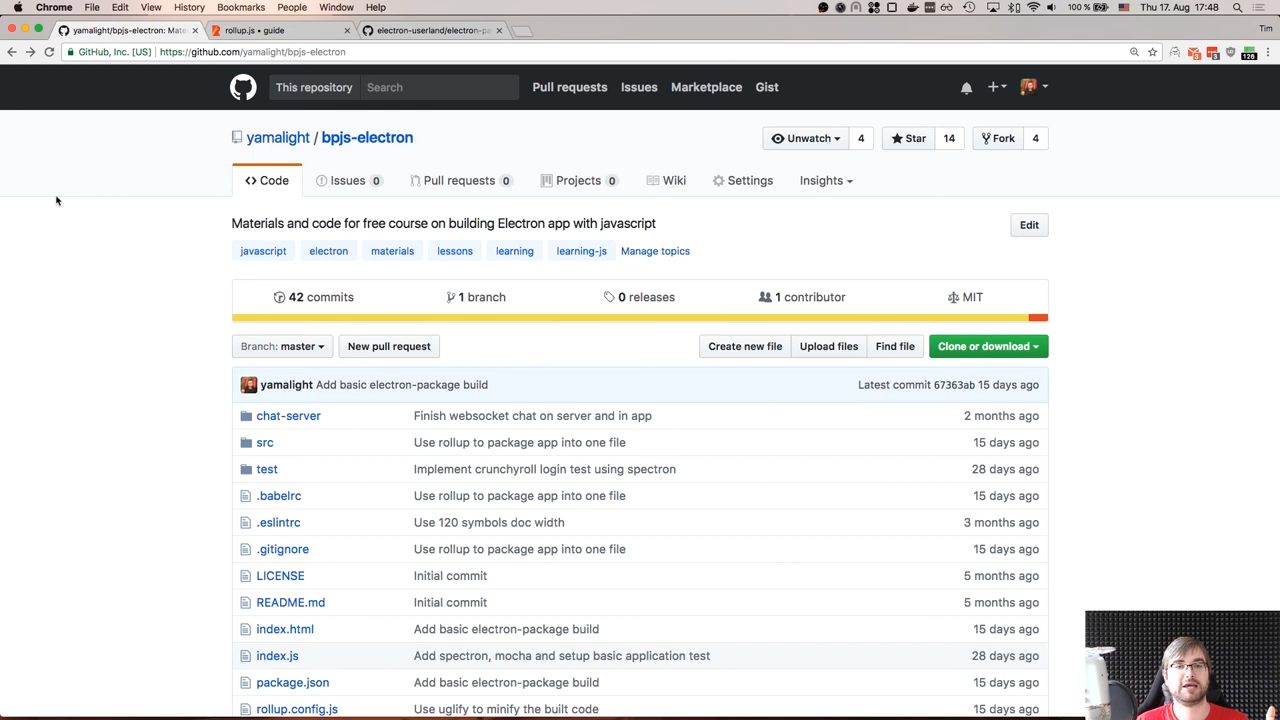 Chrome File Edit View History Bookmarks People Window Help 100 % Thu 17. Aug 17:48
yamalight/bpjs-electron: Mate
rollup.js • guide
electron-userland/electron-pa
Tim
GitHub, Inc. [US] https://github.com/yamalight/bpjs-electron
126
This repository Search Pull requests Issues Marketplace Gist
yamalight / bpjs-electron Unwatch 4 Star 14 Fork 4
Code Issues 0 Pull requests 0 Projects 0 Wiki Settings Insights
Materials and code for free course on building Electron app with javascript Edit
javascript electron materials lessons learning learning-js Manage topics
42 commits 1 branch 0 releases 1 contributor MIT
Branch: master New pull request Create new file Upload files Find file Clone or download
yamalight Add basic electron-package build Latest commit 67363ab 15 days ago
chat-server Finish websocket chat on server and in app 2 months ago
src Use rollup to package app into one file 15 days ago
test Implement crunchyroll login test using spectron 28 days ago
.babelrc Use rollup to package app into one file 15 days ago
.eslintrc Use 120 symbols doc width 3 months ago
.gitignore Use rollup to package app into one file 15 days ago
LICENSE Initial commit 5 months ago
README.md Initial commit 5 months ago
index.html Add basic electron-package build 15 days ago
index.js Add spectron, mocha and setup basic application test 28 days ago
package.json Add basic electron-package build 15 days ago
rollup.config.js Use uglify to minify the built code 15 days ago